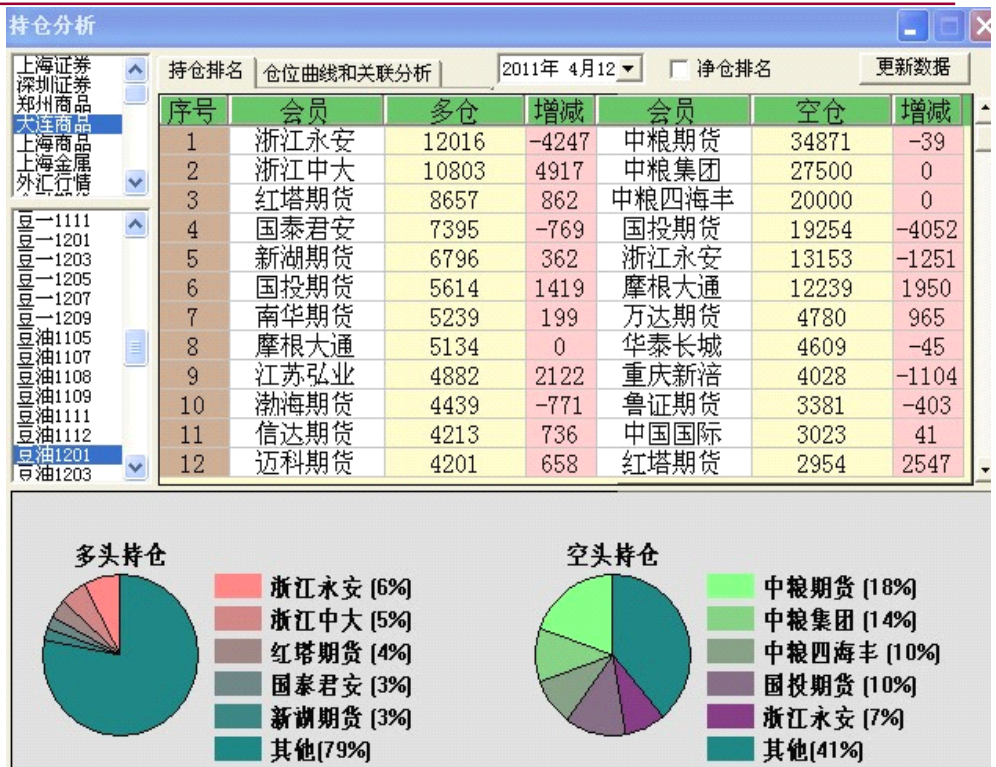 持仓分析
上海证券
深圳证券
郑州商品
大连商品
上海商品
上海金属
外汇行情
持仓排名 仓位曲线和关联分析 2011年 4月12 净仓排名 更新数据
序号 会员 多仓 增减 会员 空仓 增减
1 浙江永安 12016 -4247 中粮期货 34871 -39
2 浙江中大 10803 4917 中粮集团 27500 0
3 红塔期货 8657 862 中粮四海丰 20000 0
4 国泰君安 7395 -769 国投期货 19254 -4052
5 新湖期货 6796 362 浙江永安 13153 -1251
6 国投期货 5614 1419 摩根大通 12239 1950
7 南华期货 5239 199 万达期货 4780 965
8 摩根大通 5134 0 华泰长城 4609 -45
9 江苏弘业 4882 2122 重庆新涪 4028 -1104
10 渤海期货 4439 -771 鲁证期货 3381 -403
11 信达期货 4213 736 中国国际 3023 41
12 迈科期货 4201 658 红塔期货 2954 2547
豆一1111
豆一1201
豆一1203
豆一1205
豆一1207
豆一1209
豆油1105
豆油1107
豆油1108
豆油1109
豆油1111
豆油1112
豆油1201
豆油1203
多头持仓
浙江永安 (6%)
浙江中大 (5%)
红塔期货 (4%)
国泰君安 (3%)
新湖期货 (3%)
其他(79%)
空头持仓
中粮期货 (18%)
中粮集团 (14%)
中粮四海丰 (10%)
国投期货 (10%)
浙江永安 (7%)
其他(41%)